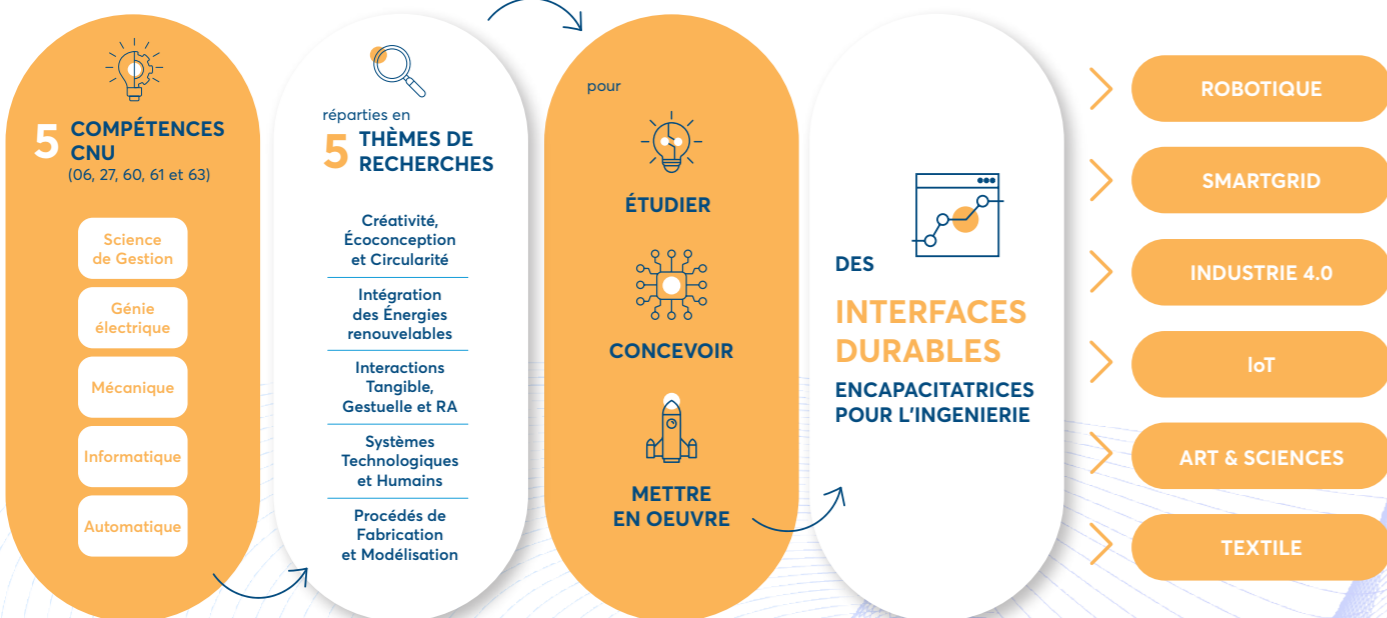 5 COMPÉTENCES
CNU
(06, 27, 60, 61 et 63)
Science
de Gestion
Génie
électrique
Mécanique
Informatique
Automatique
réparties en
5 THÈMES DE
RECHERCHES
Créativité,
Écoconception
et Circularité
Intégration
des Énergies
renouvelables
Interactions
Tangible,
Gestuelle et RA
Systèmes
Technologiques
et Humains
Procédés de
Fabrication
et Modélisation
pour
ÉTUDIER
CONCEVOIR
METTRE
EN OEUVRE
DES
INTERFACES
DURABLES
ENCAPACITATRICES
POUR L'INGENIERIE
ROBOTIQUE
SMARTGRID
INDUSTRIE 4.0
IoT
ART & SCIENCES
TEXTILE